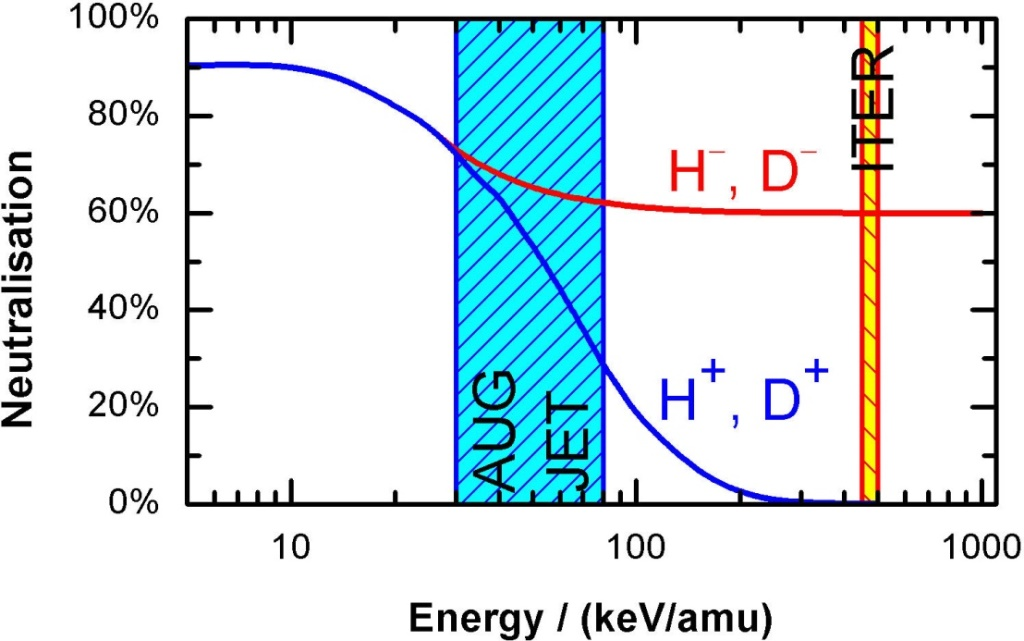 100%
80%
60%
40%
20%
0%
Neutralisation
ITER
H⁻, D⁻
H⁺, D⁺
AUG
JET
10
100
1000
Energy / (keV/amu)